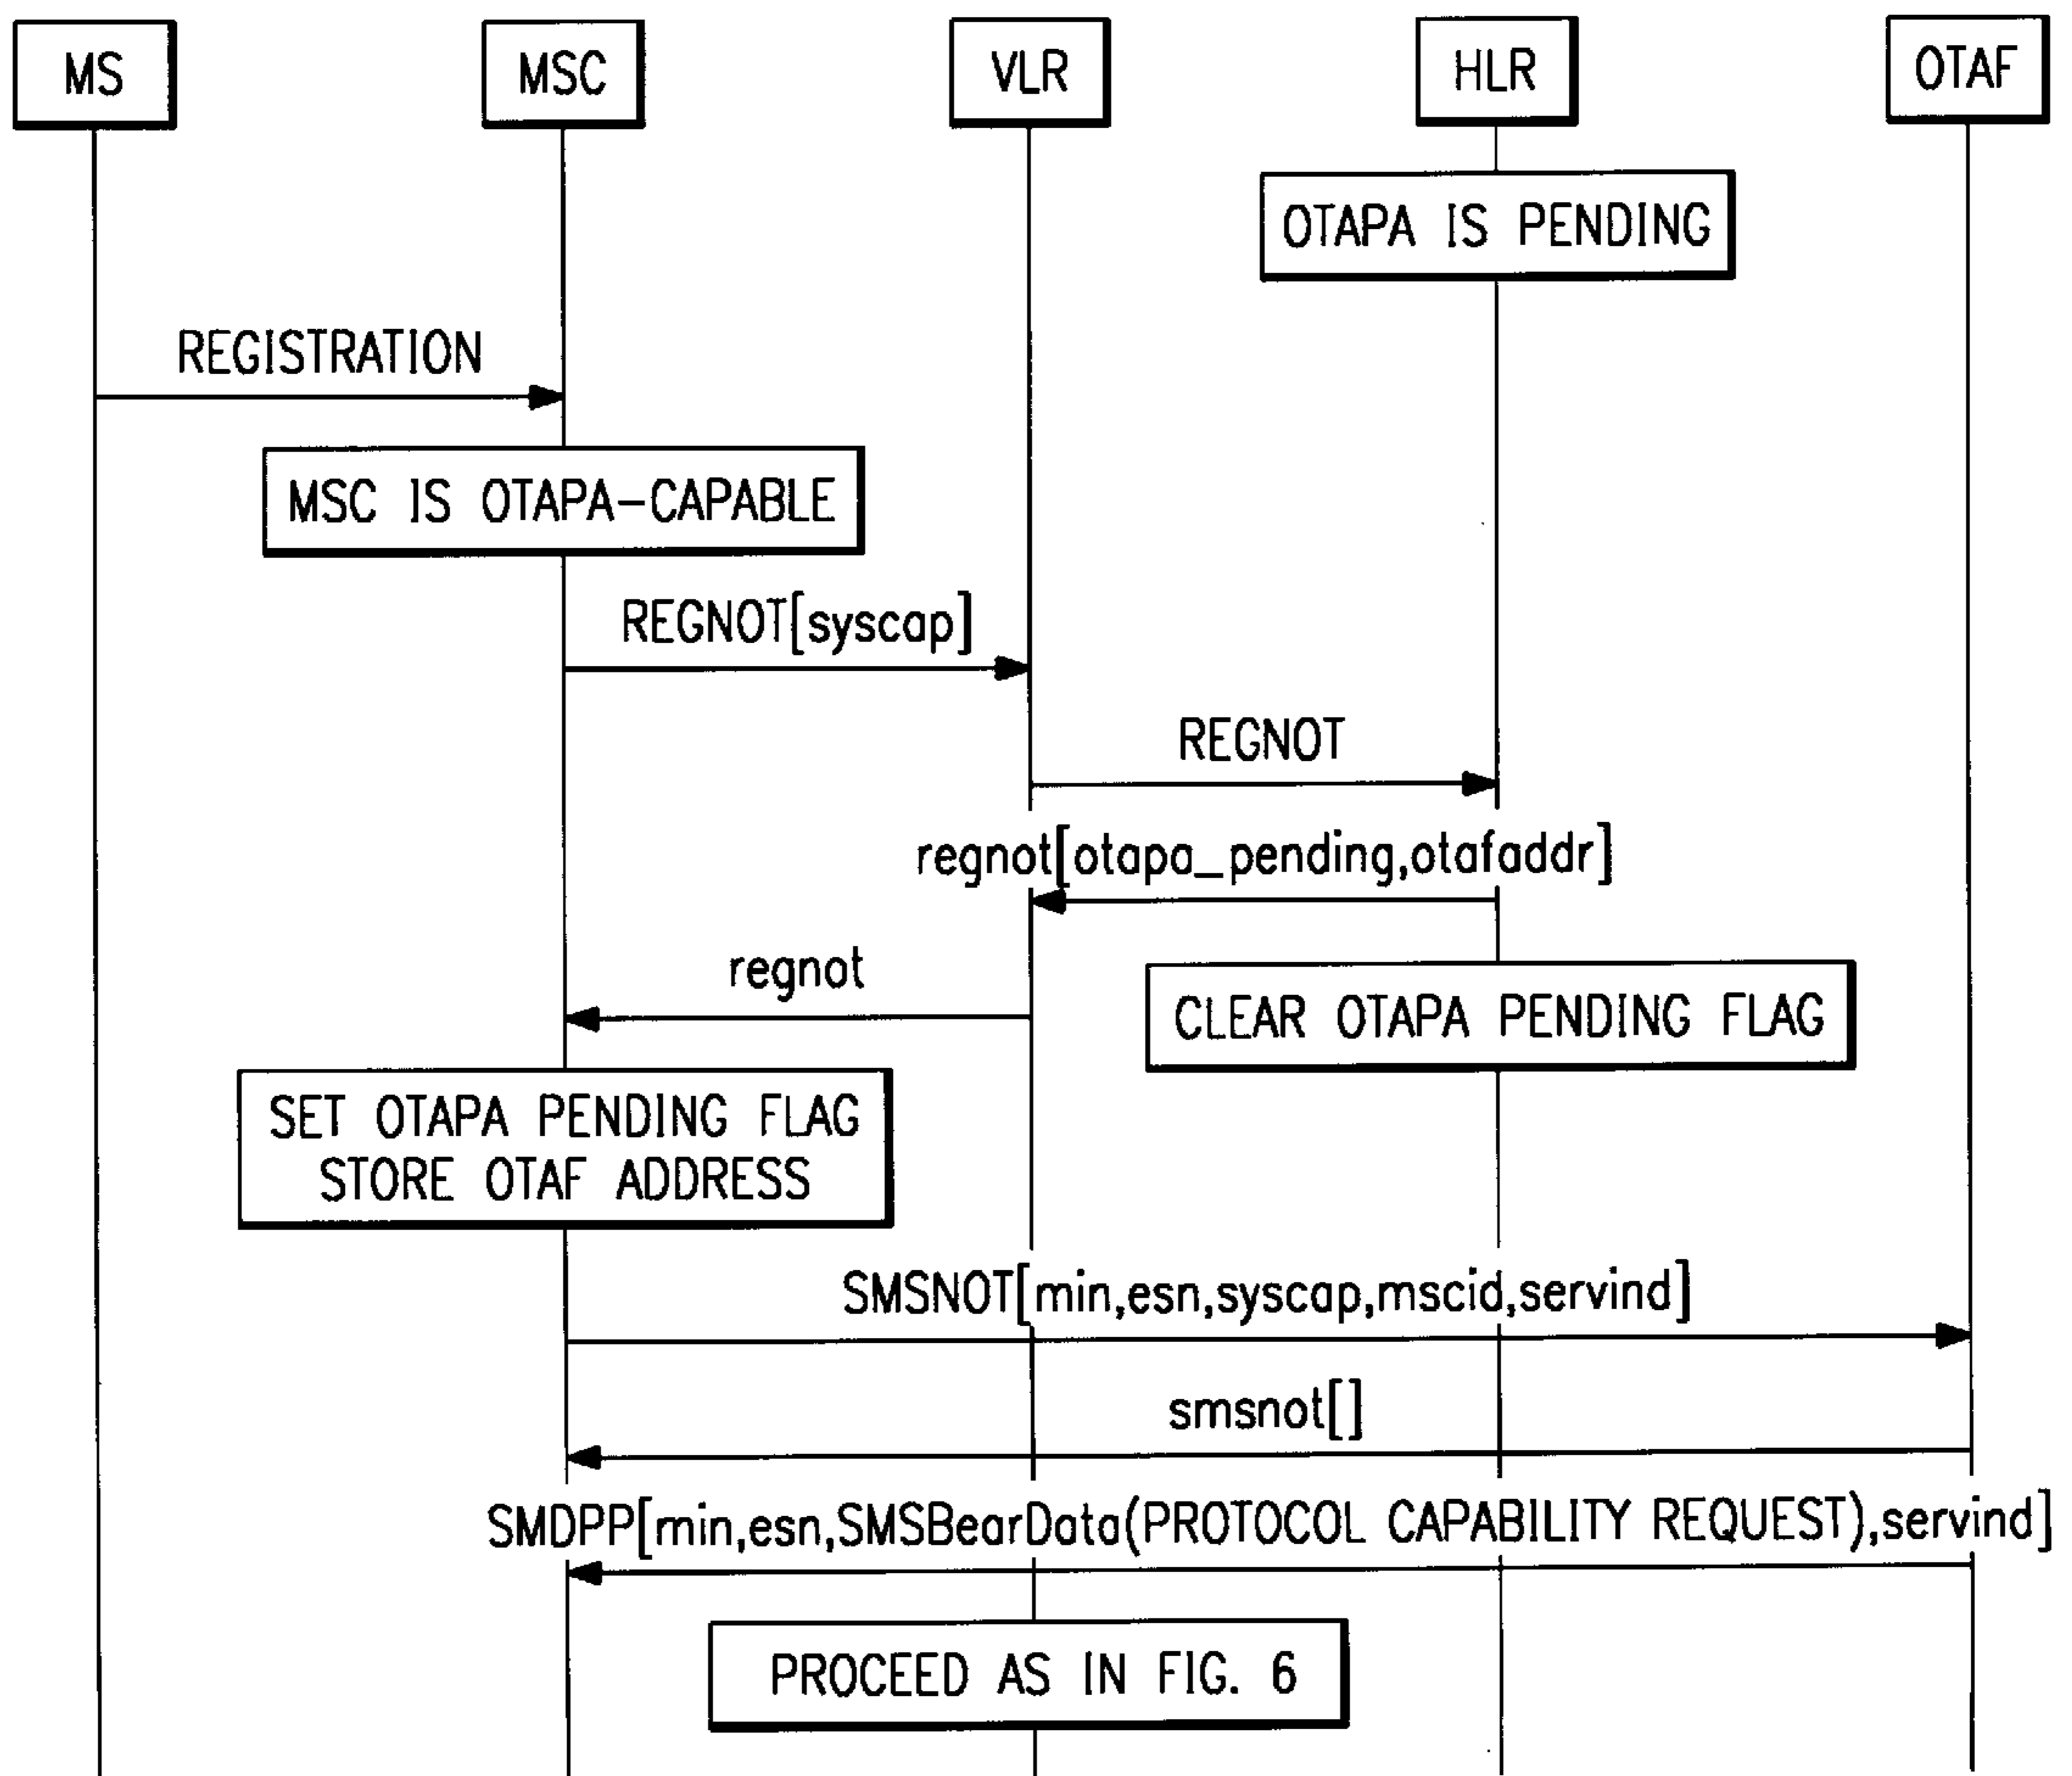 MS
MSC
VLR
HLR
OTAF
OTAPA IS PENDING
REGISTRATION
MSC IS OTAPA-CAPABLE
REGNOT[syscap]
REGNOT
regnot[otapa_pending,otafaddr]
regnot
CLEAR OTAPA PENDING FLAG
SET OTAPA PENDING FLAG
STORE OTAF ADDRESS
SMSNOT[min,esn,syscap,mscid,servind]
smsnot[]
SMDPP[min,esn,SMSBearData(PROTOCOL CAPABILITY REQUEST),servind]
PROCEED AS IN FIG. 6